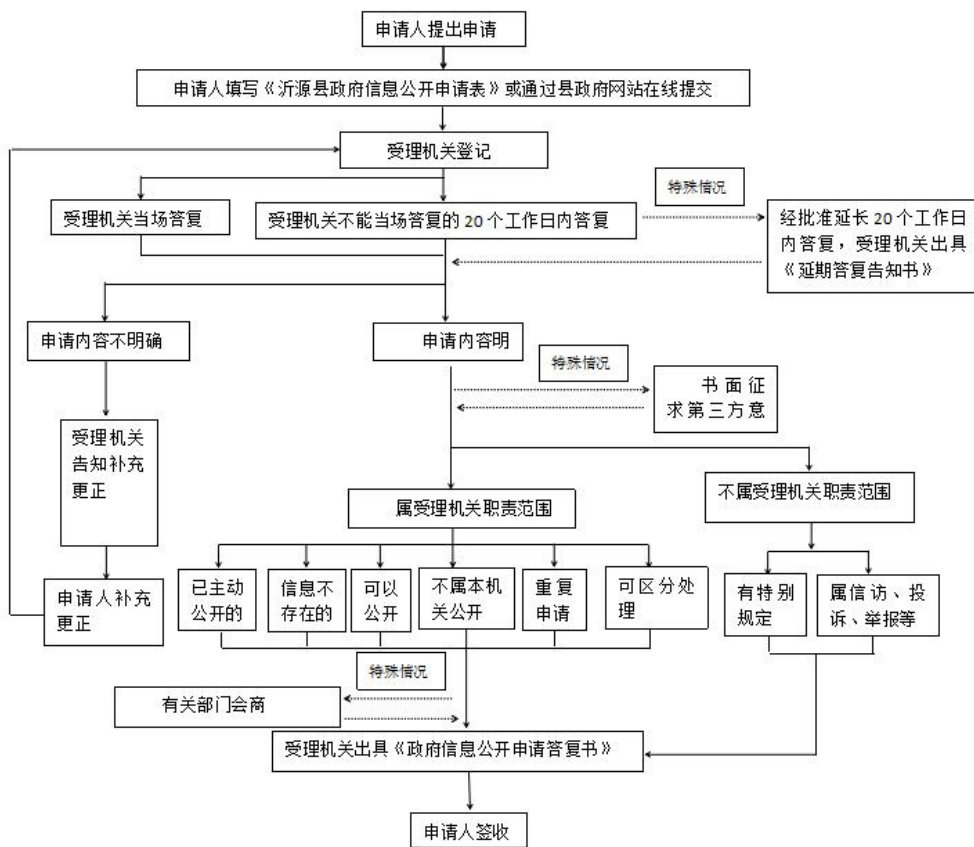 申请人提出申请
申请人填写《沂源县政府信息公开申请表》或通过县政府网站在线提交
受理机关登记
特殊情况
受理机关当场答复
受理机关不能当场答复的20个工作日内答复
经批准延长20个工作日
内答复，受理机关出具
《延期答复告知书》
申请内容不明确
申请内容明
特殊情况
书面征
求第三方意
受理机关
告知补充
更正
属受理机关职责范围
不属受理机关职责范围
已主动
公开的
信息不
存在的
可以
公开
不属本机
关公开
重复
申请
可区分处
理
有特别
规定
属信访、投
诉、举报等
申请人补充
更正
特殊情况
有关部门会商
受理机关出具《政府信息公开申请答复书》
申请人签收